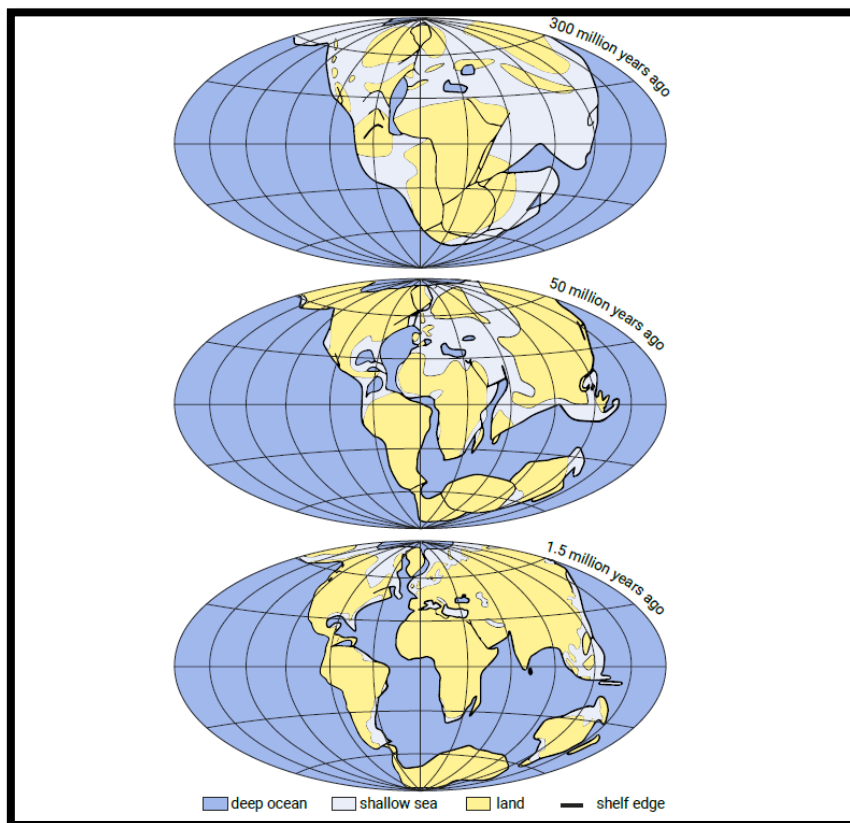 300 million years ago
50 million years ago
1.5 million years ago
deep ocean shallow sea land shelf edge